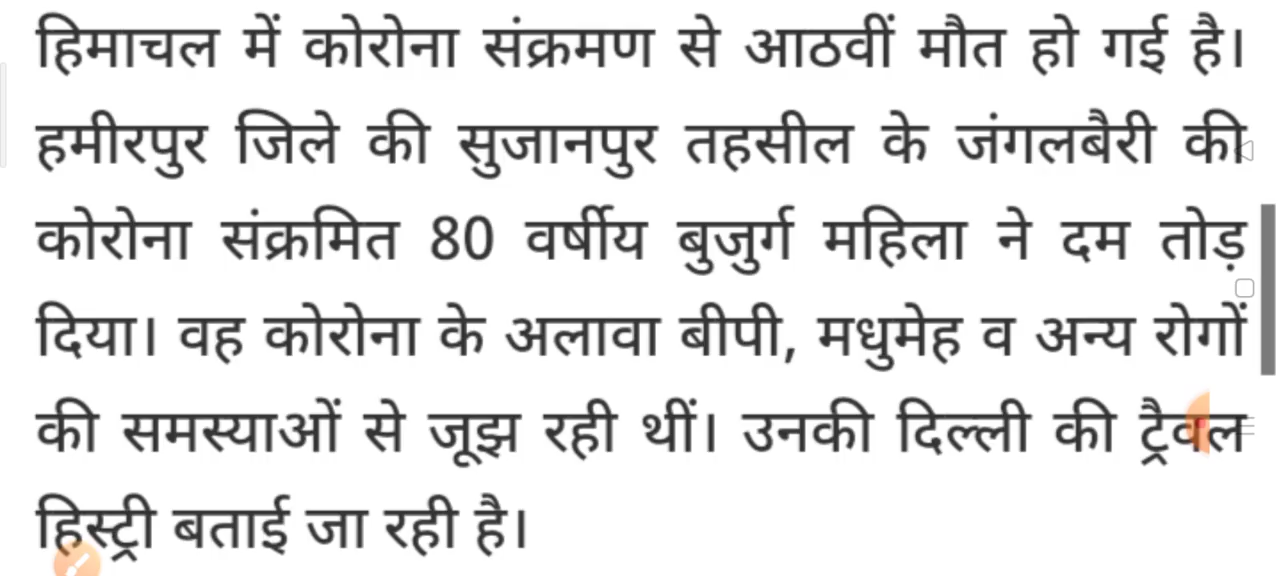 हिमाचल में कोरोना संक्रमण से आठवीं मौत हो गई है।
हमीरपुर जिले की सुजानपुर तहसील के जंगलबैरी की
कोरोना संक्रमित 80 वर्षीय बुजुर्ग महिला ने दम तोड़
दिया। वह कोरोना के अलावा बीपी, मधुमेह व अन्य रोगों
की समस्याओं से जूझ रही थीं। उनकी दिल्ली की ट्रैवल
हिस्ट्री बताई जा रही है।